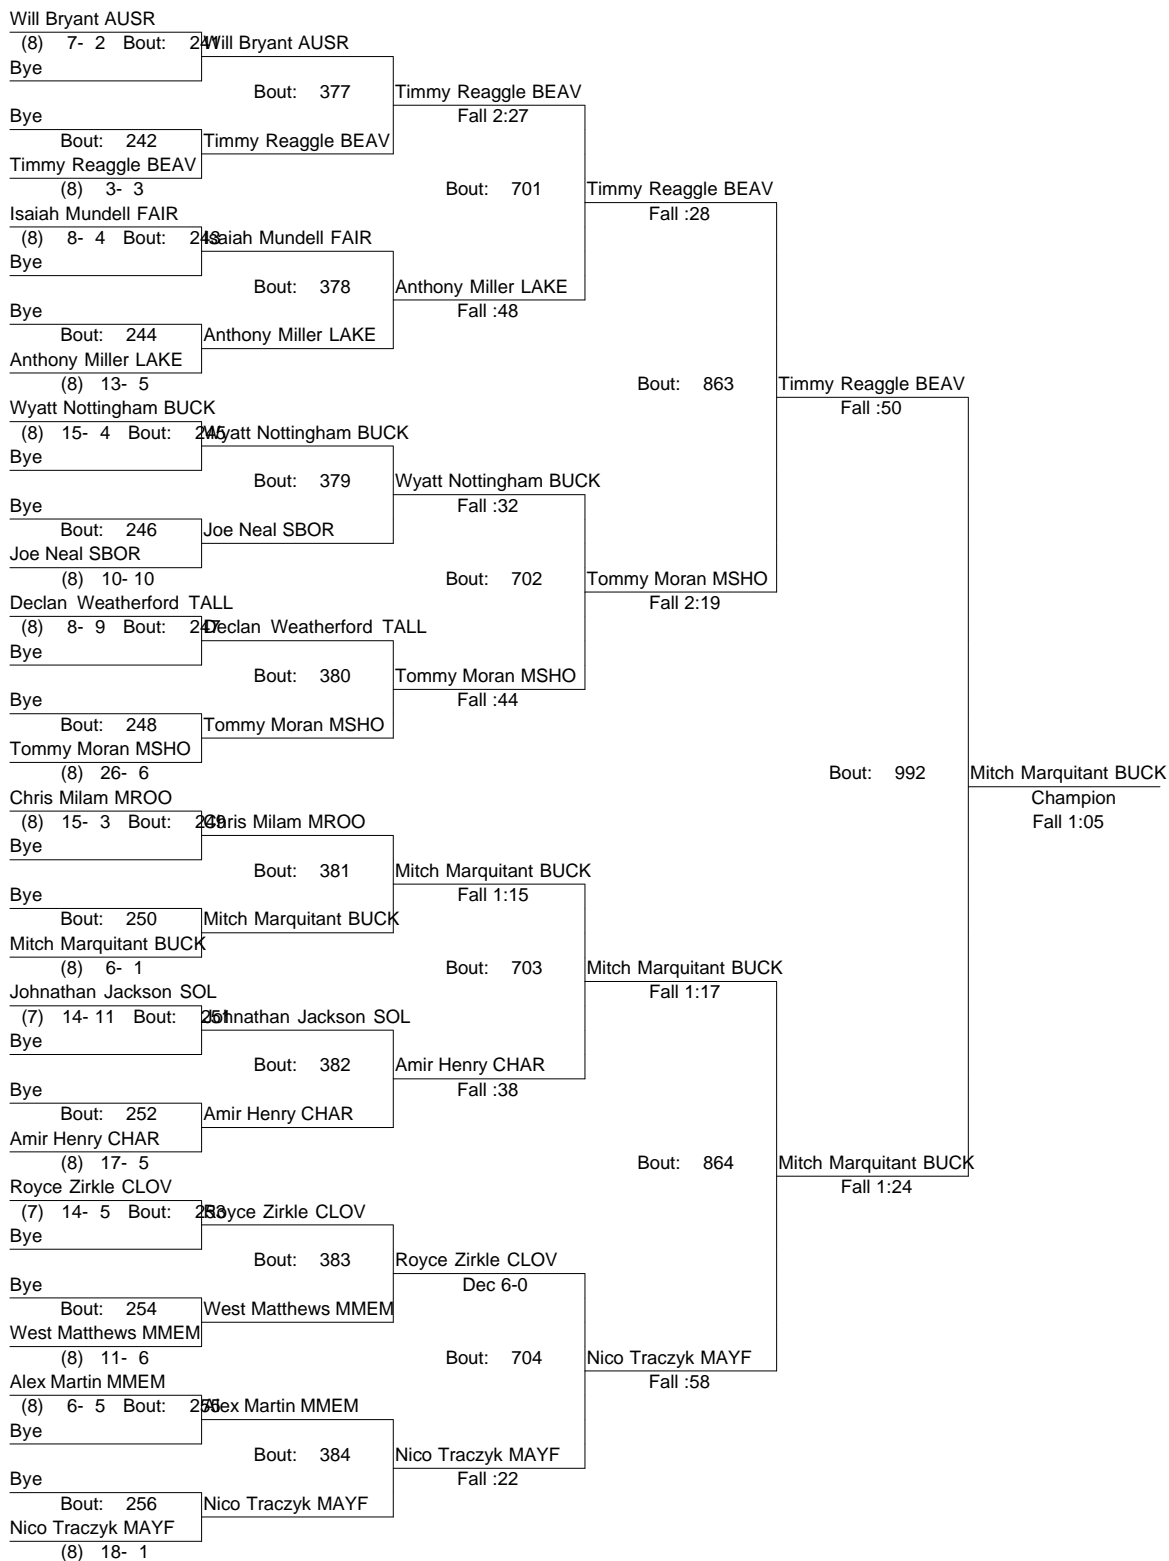 Will Bryant AUSR
(8) 7- 2 Bout: 241
Will Bryant AUSR
Bye
Bout: 377
Timmy Reaggle BEAV
Fall 2:27
Bye
Bout: 242
Timmy Reaggle BEAV
Timmy Reaggle BEAV
(8) 3- 3
Bout: 701
Timmy Reaggle BEAV
Fall :28
Isaiah Mundell FAIR
(8) 8- 4 Bout: 243
Isaiah Mundell FAIR
Bye
Bout: 378
Anthony Miller LAKE
Fall :48
Bye
Bout: 244
Anthony Miller LAKE
Anthony Miller LAKE
(8) 13- 5
Bout: 863
Timmy Reaggle BEAV
Fall :50
Wyatt Nottingham BUCK
(8) 15- 4 Bout: 245
Wyatt Nottingham BUCK
Bye
Bout: 379
Wyatt Nottingham BUCK
Fall :32
Bye
Bout: 246
Joe Neal SBOR
Joe Neal SBOR
(8) 10- 10
Bout: 702
Tommy Moran MSHO
Fall 2:19
Declan Weatherford TALL
(8) 8- 9 Bout: 247
Declan Weatherford TALL
Bye
Bout: 380
Tommy Moran MSHO
Fall :44
Bye
Bout: 248
Tommy Moran MSHO
Tommy Moran MSHO
(8) 26- 6
Bout: 992
Mitch Marquitant BUCK
Champion
Fall 1:05
Chris Milam MROO
(8) 15- 3 Bout: 249
Chris Milam MROO
Bye
Bout: 381
Mitch Marquitant BUCK
Fall 1:15
Bye
Bout: 250
Mitch Marquitant BUCK
Mitch Marquitant BUCK
(8) 6- 1
Bout: 703
Mitch Marquitant BUCK
Fall 1:17
Johnathan Jackson SOL
(7) 14- 11 Bout: 251
Johnathan Jackson SOL
Bye
Bout: 382
Amir Henry CHAR
Fall :38
Bye
Bout: 252
Amir Henry CHAR
Amir Henry CHAR
(8) 17- 5
Bout: 864
Mitch Marquitant BUCK
Fall 1:24
Royce Zirkle CLOV
(7) 14- 5 Bout: 253
Royce Zirkle CLOV
Bye
Bout: 383
Royce Zirkle CLOV
Dec 6-0
Bye
Bout: 254
West Matthews MMEM
West Matthews MMEM
(8) 11- 6
Bout: 704
Nico Traczyk MAYF
Fall :58
Alex Martin MMEM
(8) 6- 5 Bout: 255
Alex Martin MMEM
Bye
Bout: 384
Nico Traczyk MAYF
Fall :22
Bye
Bout: 256
Nico Traczyk MAYF
Nico Traczyk MAYF
(8) 18- 1